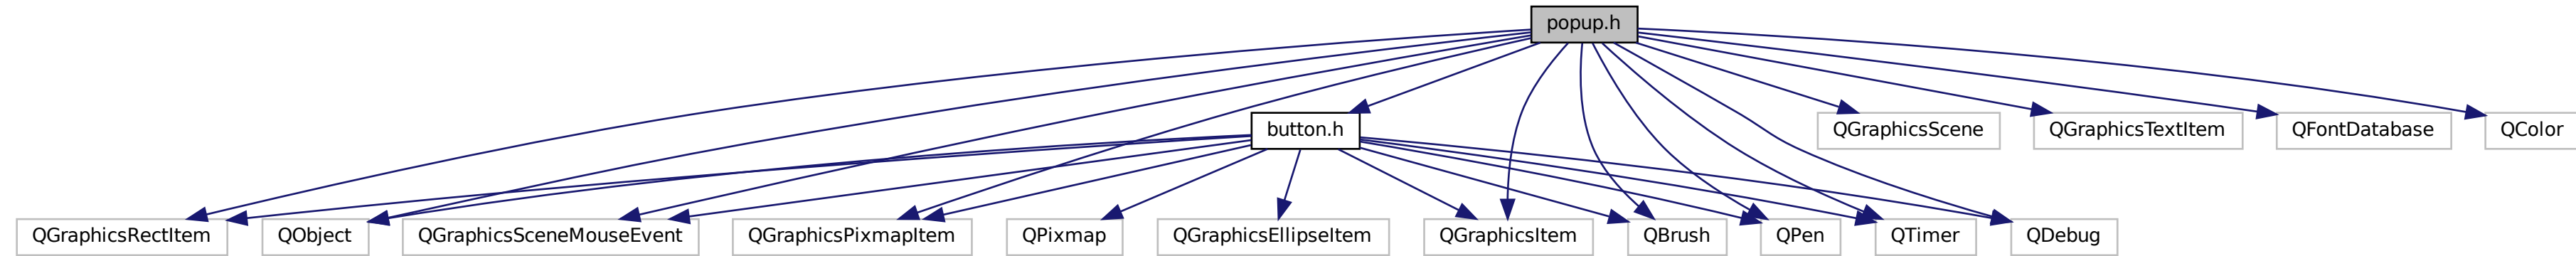 popup.h
button.h
QGraphicsScene
QGraphicsTextItem
QFontDatabase
QColor
QGraphicsRectItem
QObject
QGraphicsSceneMouseEvent
QGraphicsPixmapItem
QPixmap
QGraphicsEllipseItem
QGraphicsItem
QBrush
QPen
QTimer
QDebug